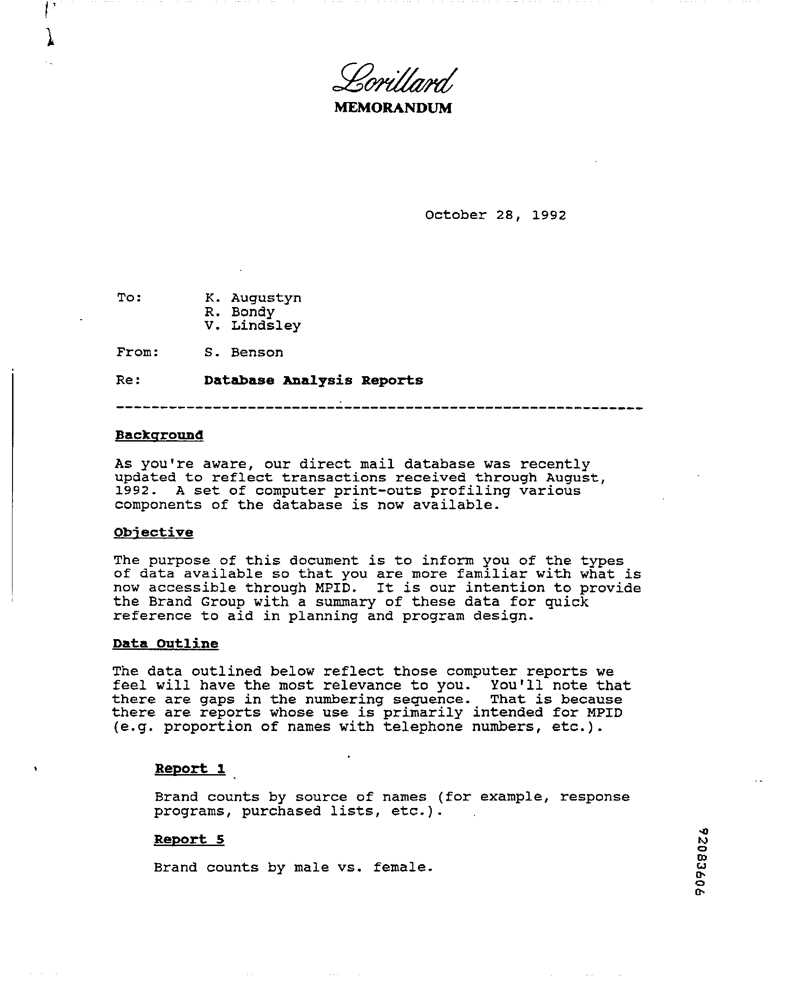 Lorillard
MEMORANDUM
October 28, 1992
To: K. Augustyn
R. Bondy
V. Lindsley
From: S. Benson
Re: Database Analysis Reports
Background
As you're aware, our direct mail database was recently
updated to reflect transactions received through August,
1992. A set of computer print-outs profiling various
components of the database is now available.
Objective
The purpose of this document is to inform you of the types
of data available so that you are more familiar with what is
now accessible through MPID. It is our intention to provide
the Brand Group with a summary of these data for quick
reference to aid in planning and program design.
Data Outline
The data outlined below reflect those computer reports we
feel will have the most relevance to you. You'll note that
there are gaps in the numbering sequence. That is because
there are reports whose use is primarily intended for MPID
(e.g. proportion of names with telephone numbers, etc.).
Report 1
Brand counts by source of names (for example, response
programs, purchased lists, etc.).
Report 5
Brand counts by male vs. female.
92083606